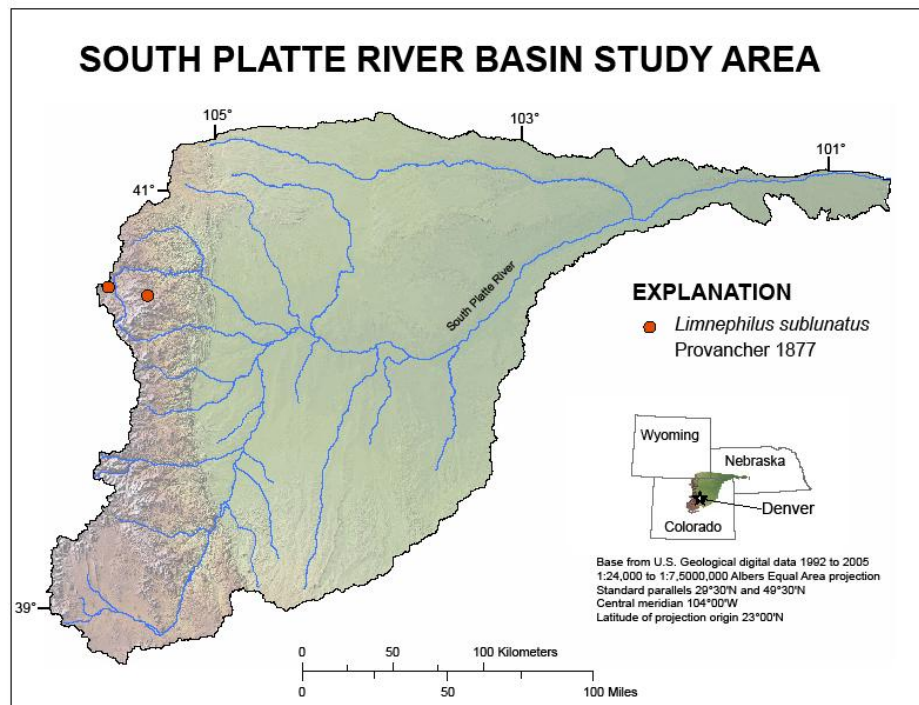 SOUTH PLATTE RIVER BASIN STUDY AREA
105°
103°
101°
41°
South Platte River
EXPLANATION
Limnephilus sublunatus
Provancher 1877
Wyoming
Nebraska
Denver
Colorado
39°
Base from U.S. Geological digital data 1992 to 2005
1:24,000 to 1:7,5000,000 Albers Equal Area projection
Standard parallels 29°30'N and 49°30'N
Central meridian 104°00'W
Latitude of projection origin 23°00'N
0 50 100 Kilometers
0 50 100 Miles